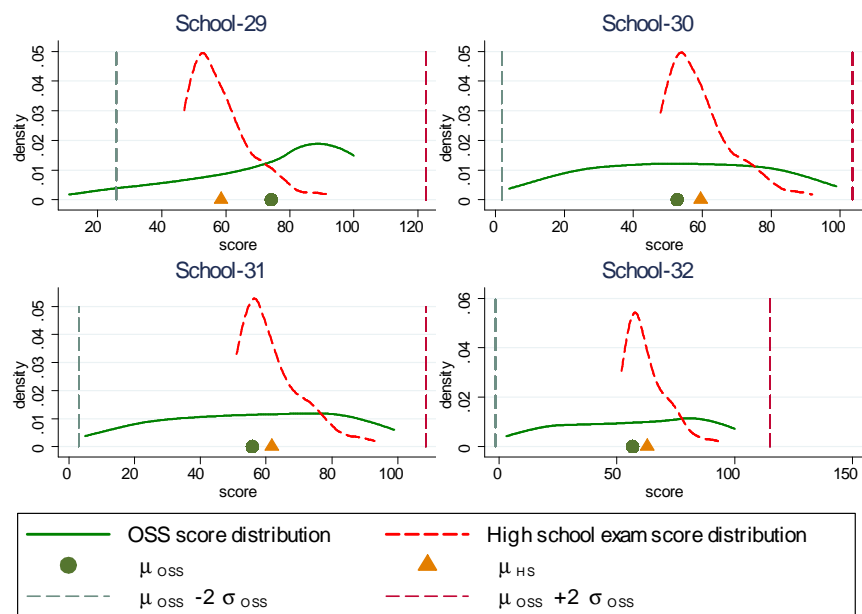 School-29
density
0 .01 .02 .03 .04 .05
20 40 60 80 100 120
score
School-30
density
0 .01 .02 .03 .04 .05
0 20 40 60 80 100
score
School-31
density
0 .01 .02 .03 .04 .05
0 20 40 60 80 100
score
School-32
density
0 .02 .04 .06
0 50 100 150
score
OSS score distribution
High school exam score distribution
μ OSS
μ HS
μ OSS -2 σ OSS
μ OSS +2 σ OSS